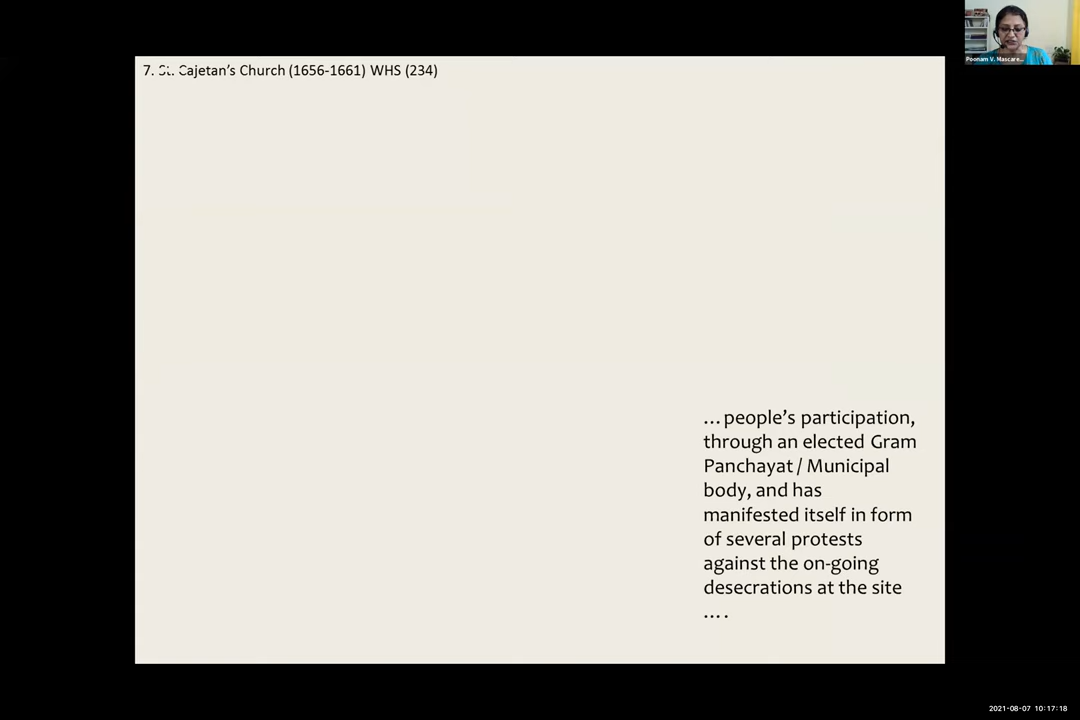 7. St. Cajetan's Church (1656-1661) WHS (234)
Poonam V. Mascare...
...people's participation,
through an elected Gram
Panchayat / Municipal
body, and has
manifested itself in form
of several protests
against the on-going
desecrations at the site
....
2021-08-07 10:17:18